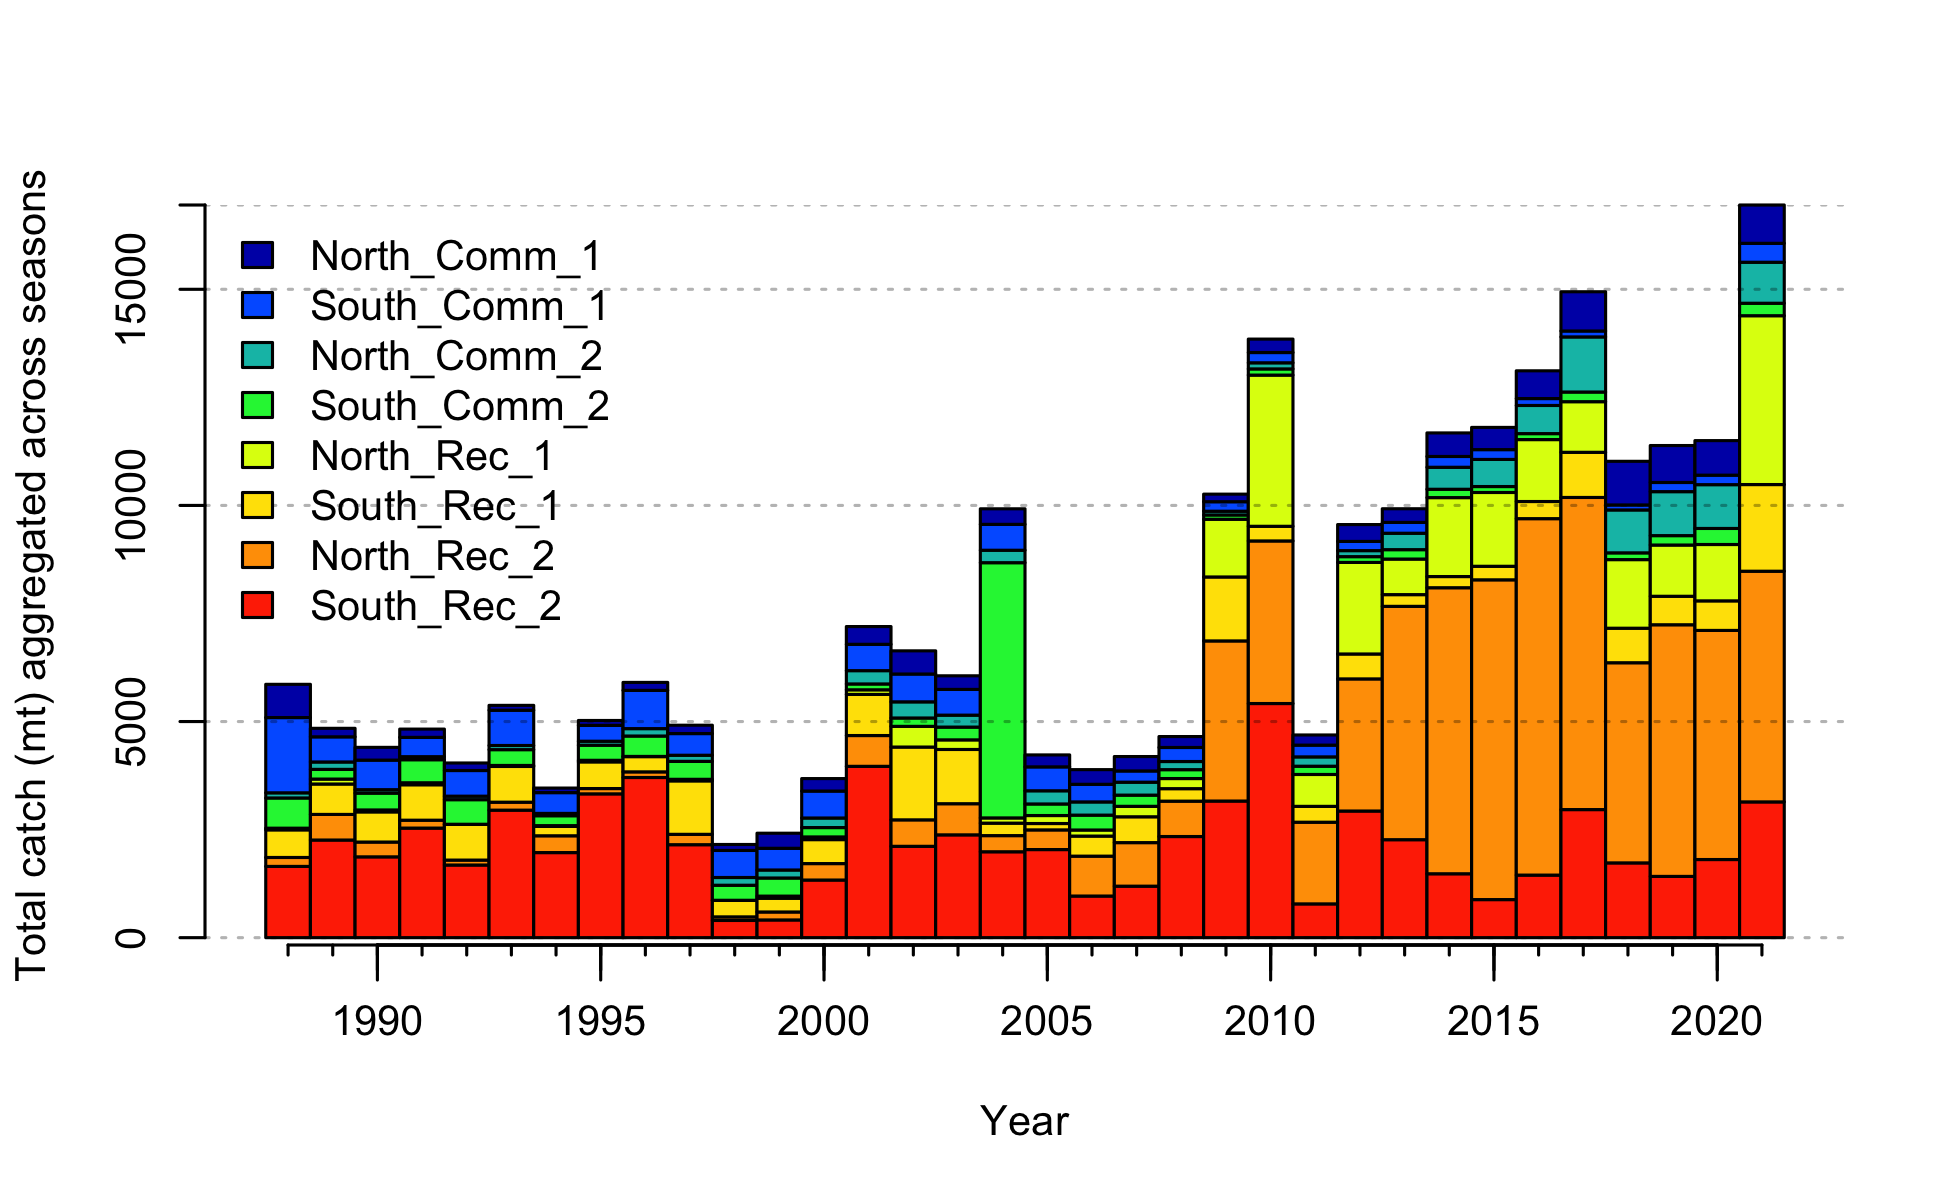 Total catch (mt) aggregated across seasons
15000
10000
5000
0
North_Comm_1
South_Comm_1
North_Comm_2
South_Comm_2
North_Rec_1
South_Rec_1
North_Rec_2
South_Rec_2
1990 1995 2000 2005 2010 2015 2020
Year